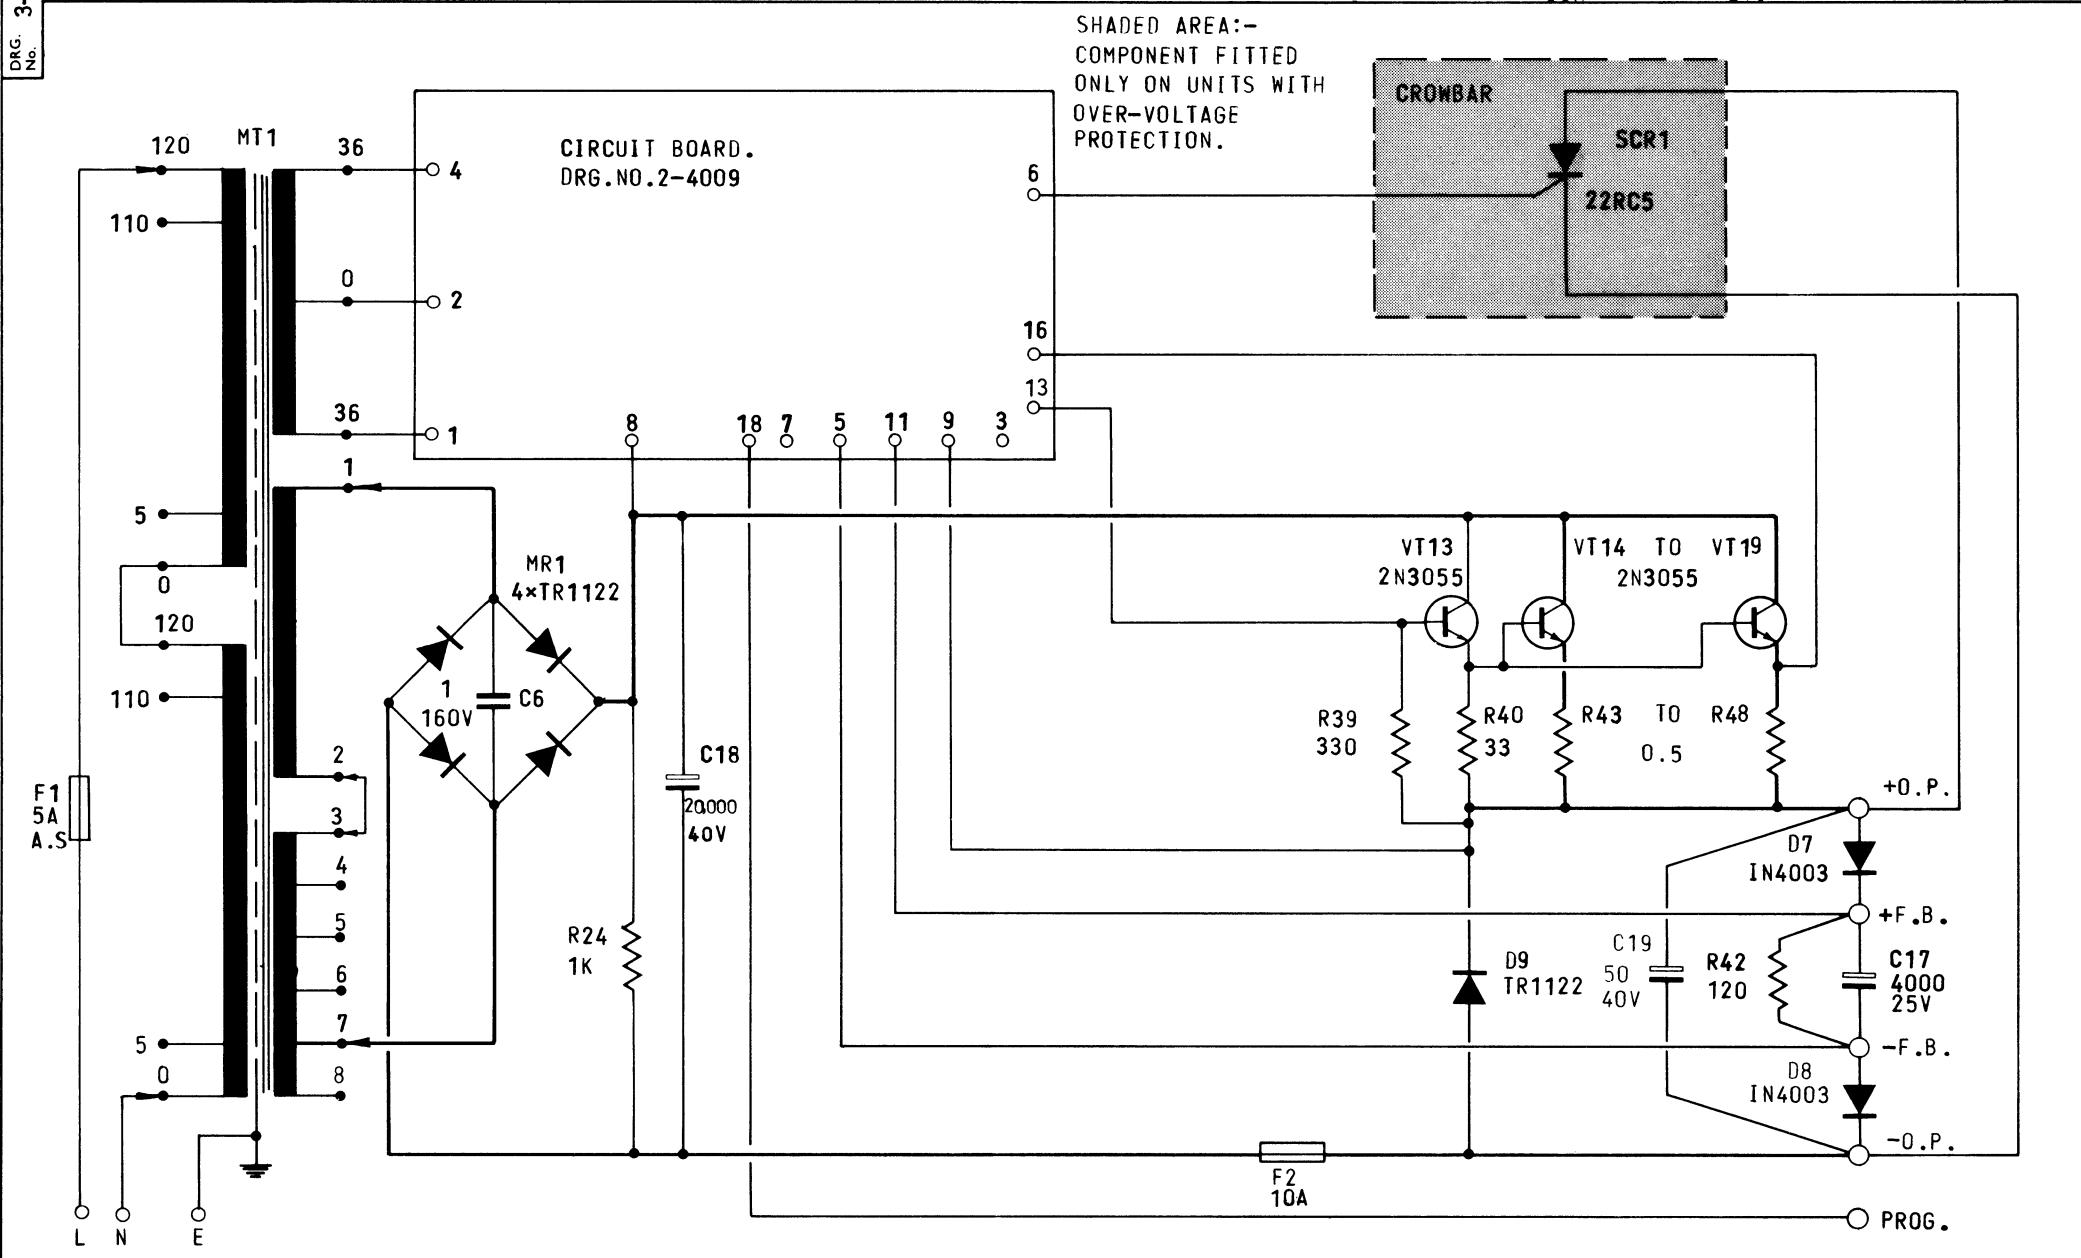 DRG. No. 3-
SHADED AREA:-
COMPONENT FITTED
ONLY ON UNITS WITH
OVER-VOLTAGE
PROTECTION.
CROWBAR
SCR1
22RC5
MT1
120
110
5
0
120
110
5
0
36
0
36
1
2
3
4
5
6
7
8
CIRCUIT BOARD.
DRG.NO.2-4009
4
2
1
6
16
13
8
18
7
5
11
9
3
MR1
4×TR1122
1
160V
C6
C18
20,000
40V
R24
1K
F1
5A
A.S
L
N
E
VT13
2N3055
VT14 TO VT19
2N3055
R39
330
R40
33
R43 TO R48
0.5
+O.P.
D7
IN4003
+F.B.
C19
50
40V
R42
120
C17
4000
25V
D9
TR1122
-F.B.
D8
IN4003
-O.P.
F2
10A
PROG.